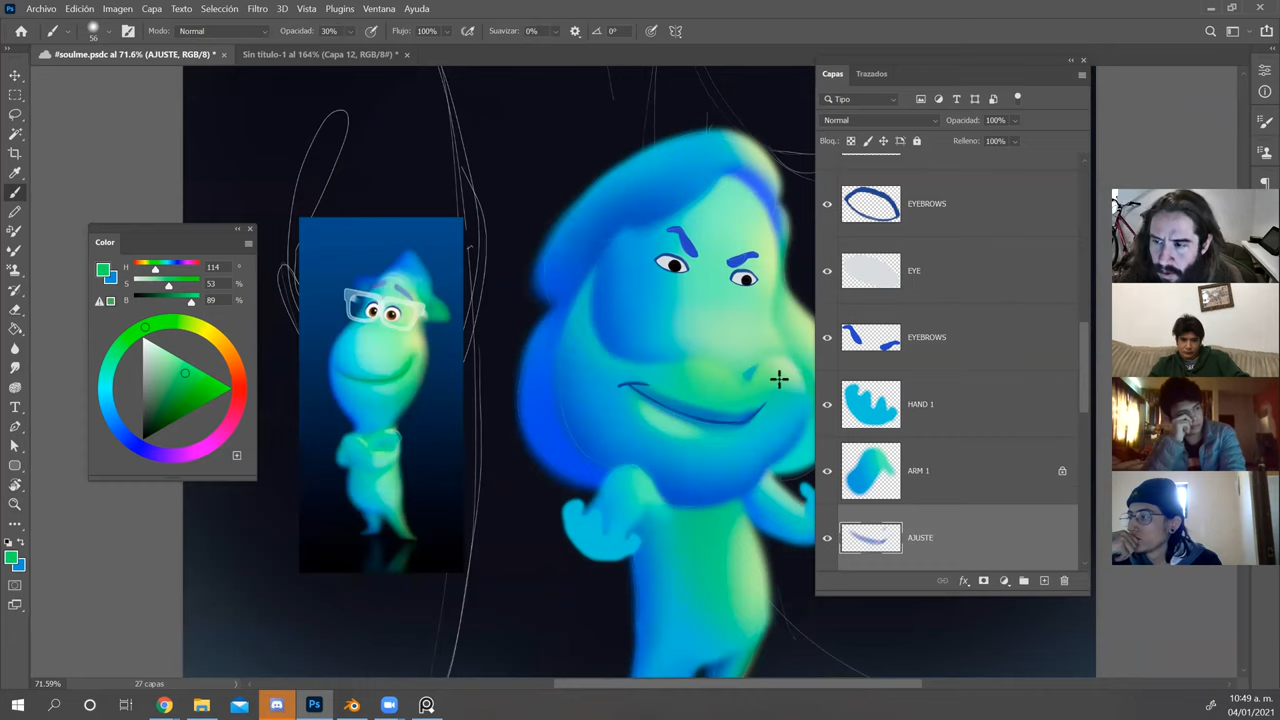 Archivo Edición Imagen Capa Texto Selección Filtro 3D Vista Plugins Ventana Ayuda
56 Modo: Normal Opacidad: 30% Flujo: 100% Suavizar: 0% 0°
#soulme.psdc al 71.6% (AJUSTE, RGB/8) * × Sin título-1 al 164% (Capa 12, RGB/8#) * ×
Capas Trazados
Tipo
Normal Opacidad: 100%
Bloq.: Relleno: 100%
EYEBROWS
EYE
EYEBROWS
HAND 1
ARM 1
AJUSTE
Color
H 114 °
S 53 %
B 89 %
71.59% 27 capas
10:49 a. m.
04/01/2021